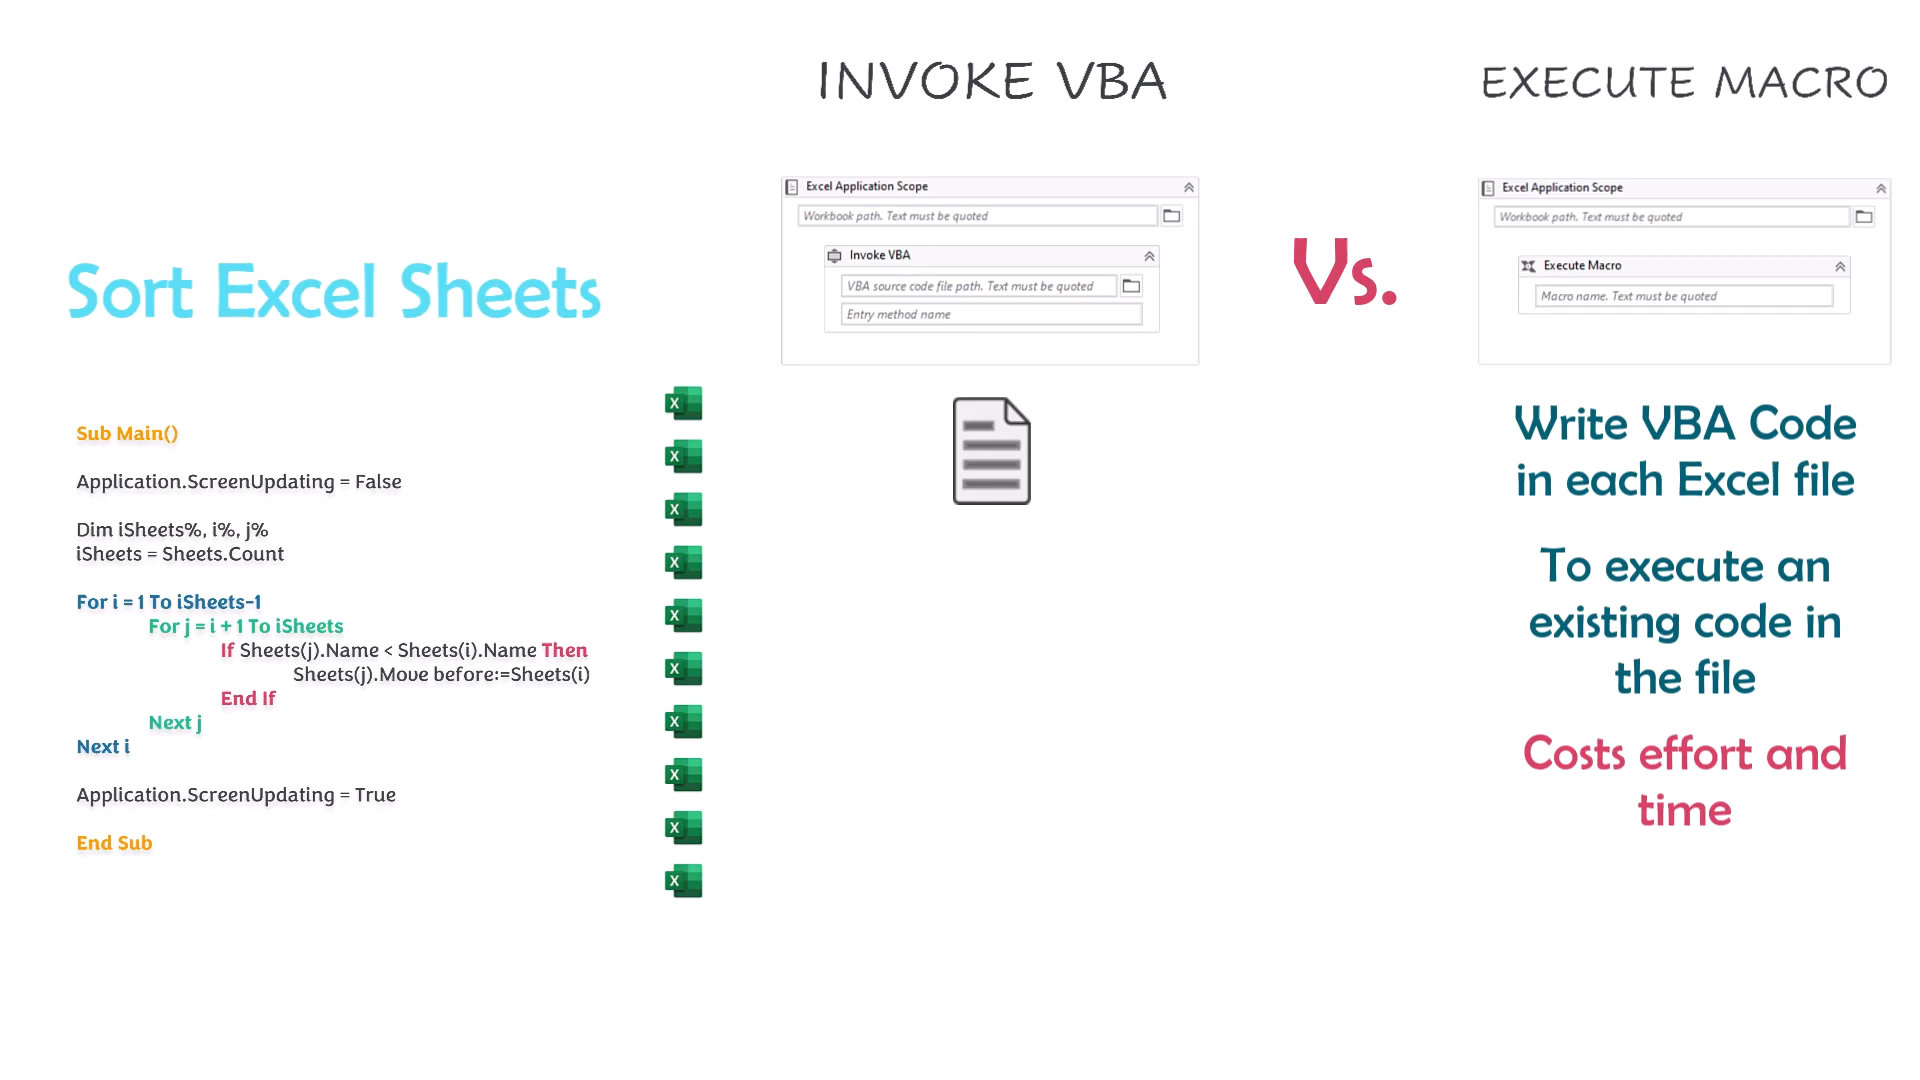 INVOKE VBA
EXECUTE MACRO
Sort Excel Sheets
Sub Main()
Application.ScreenUpdating = False
Dim iSheets%, i%, j%
iSheets = Sheets.Count
For i = 1 To iSheets-1
For j = i + 1 To iSheets
If Sheets(j).Name < Sheets(i).Name Then
Sheets(j).Move before:=Sheets(i)
End If
Next j
Next i
Application.ScreenUpdating = True
End Sub
X
X
X
X
X
X
X
X
X
X
Excel Application Scope
Workbook path. Text must be quoted
Invoke VBA
VBA source code file path. Text must be quoted
Entry method name
Vs.
Excel Application Scope
Workbook path. Text must be quoted
Execute Macro
Macro name. Text must be quoted
Write VBA Code
in each Excel file
To execute an
existing code in
the file
Costs effort and
time